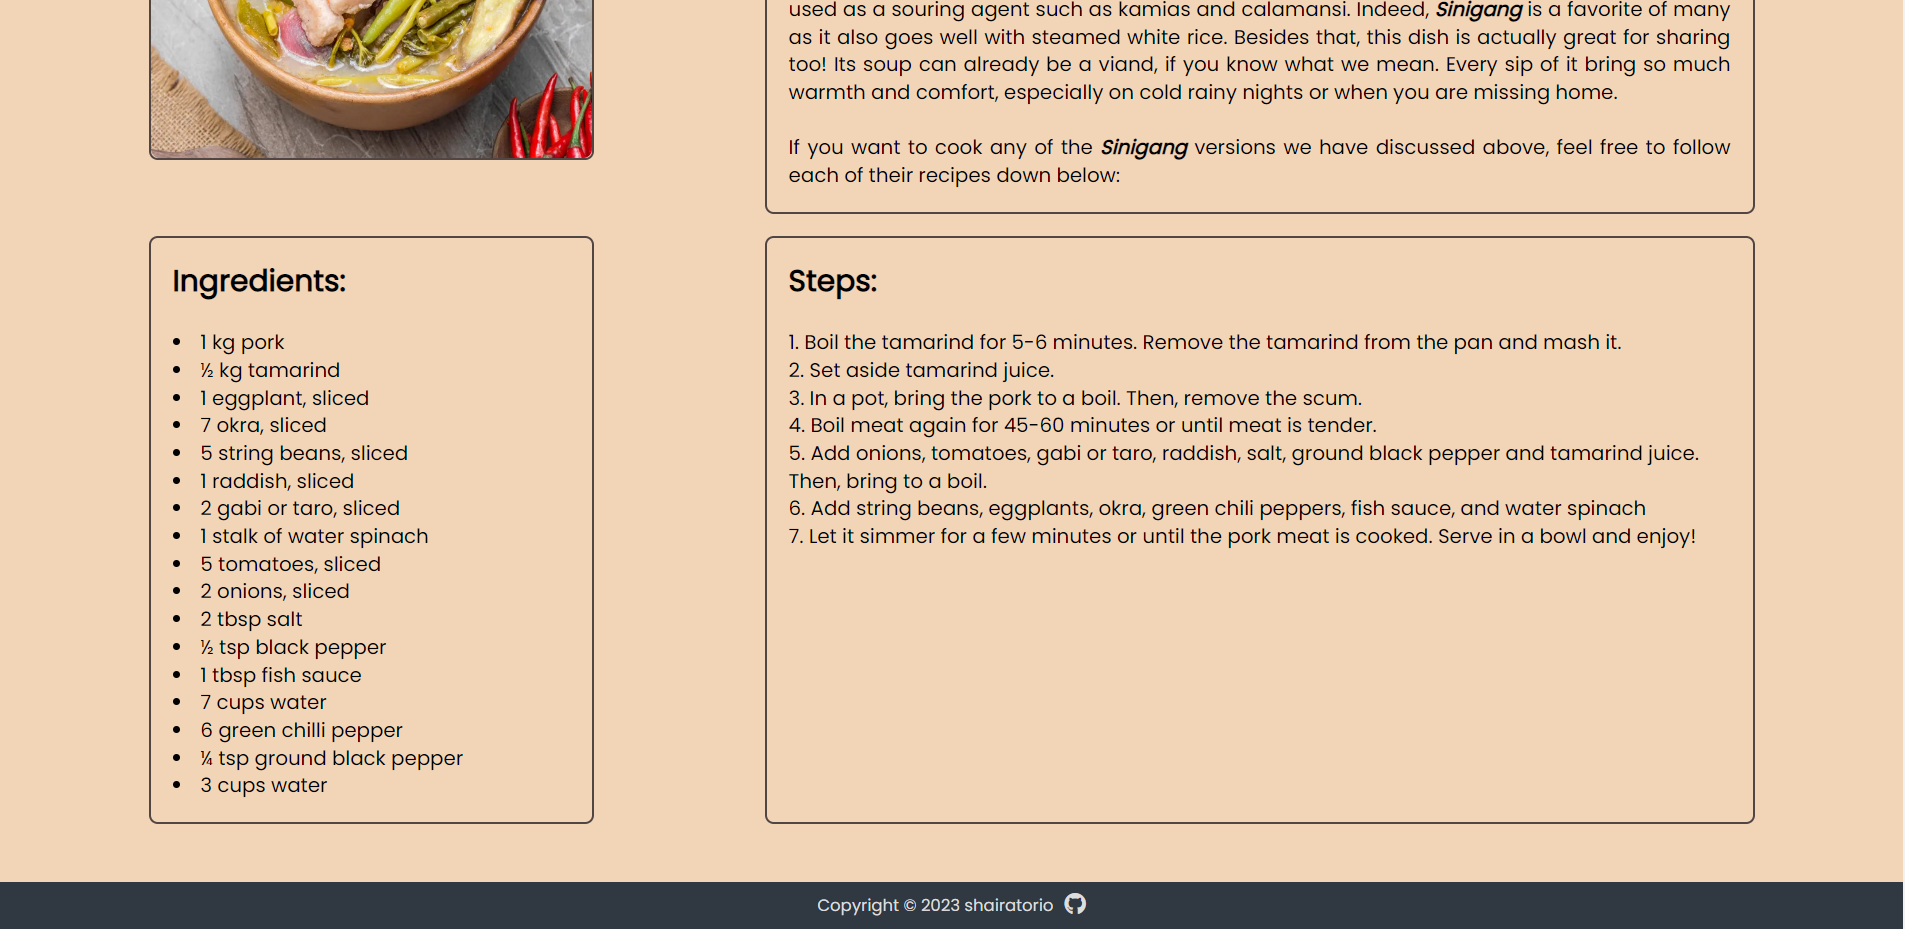 used as a souring agent such as kamias and calamansi. Indeed, Sinigang is a favorite of many
as it also goes well with steamed white rice. Besides that, this dish is actually great for sharing
too! Its soup can already be a viand, if you know what we mean. Every sip of it bring so much
warmth and comfort, especially on cold rainy nights or when you are missing home.
If you want to cook any of the Sinigang versions we have discussed above, feel free to follow
each of their recipes down below:
Ingredients:
• 1 kg pork
• ½ kg tamarind
• 1 eggplant, sliced
• 7 okra, sliced
• 5 string beans, sliced
• 1 raddish, sliced
• 2 gabi or taro, sliced
• 1 stalk of water spinach
• 5 tomatoes, sliced
• 2 onions, sliced
• 2 tbsp salt
• ½ tsp black pepper
• 1 tbsp fish sauce
• 7 cups water
• 6 green chilli pepper
• ¼ tsp ground black pepper
• 3 cups water
Steps:
1. Boil the tamarind for 5-6 minutes. Remove the tamarind from the pan and mash it.
2. Set aside tamarind juice.
3. In a pot, bring the pork to a boil. Then, remove the scum.
4. Boil meat again for 45-60 minutes or until meat is tender.
5. Add onions, tomatoes, gabi or taro, raddish, salt, ground black pepper and tamarind juice.
Then, bring to a boil.
6. Add string beans, eggplants, okra, green chili peppers, fish sauce, and water spinach
7. Let it simmer for a few minutes or until the pork meat is cooked. Serve in a bowl and enjoy!
Copyright © 2023 shairatorio